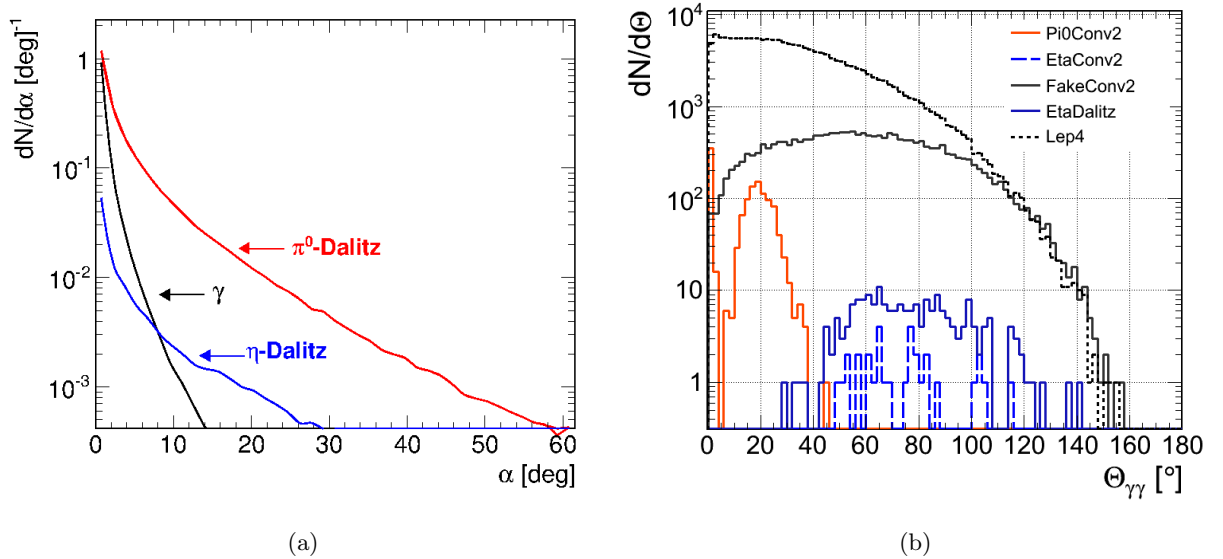 dN/dα [deg]⁻¹
1
10⁻¹
10⁻²
10⁻³
π⁰-Dalitz
γ
η-Dalitz
0 10 20 30 40 50 60
α [deg]
(a)
dN/dΘ
10⁴
10³
10²
10
1
Pi0Conv2
EtaConv2
FakeConv2
EtaDalitz
Lep4
0 20 40 60 80 100 120 140 160 180
Θγγ [°]
(b)